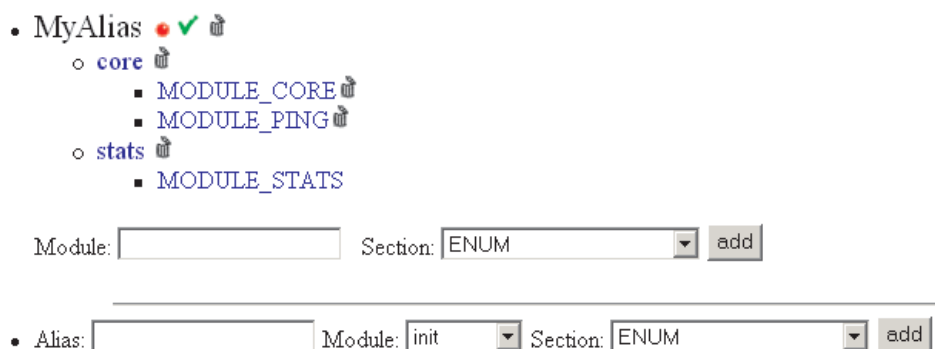 MyAlias
core
MODULE_CORE
MODULE_PING
stats
MODULE_STATS
Module: Section: ENUM add
Alias: Module: init Section: ENUM add